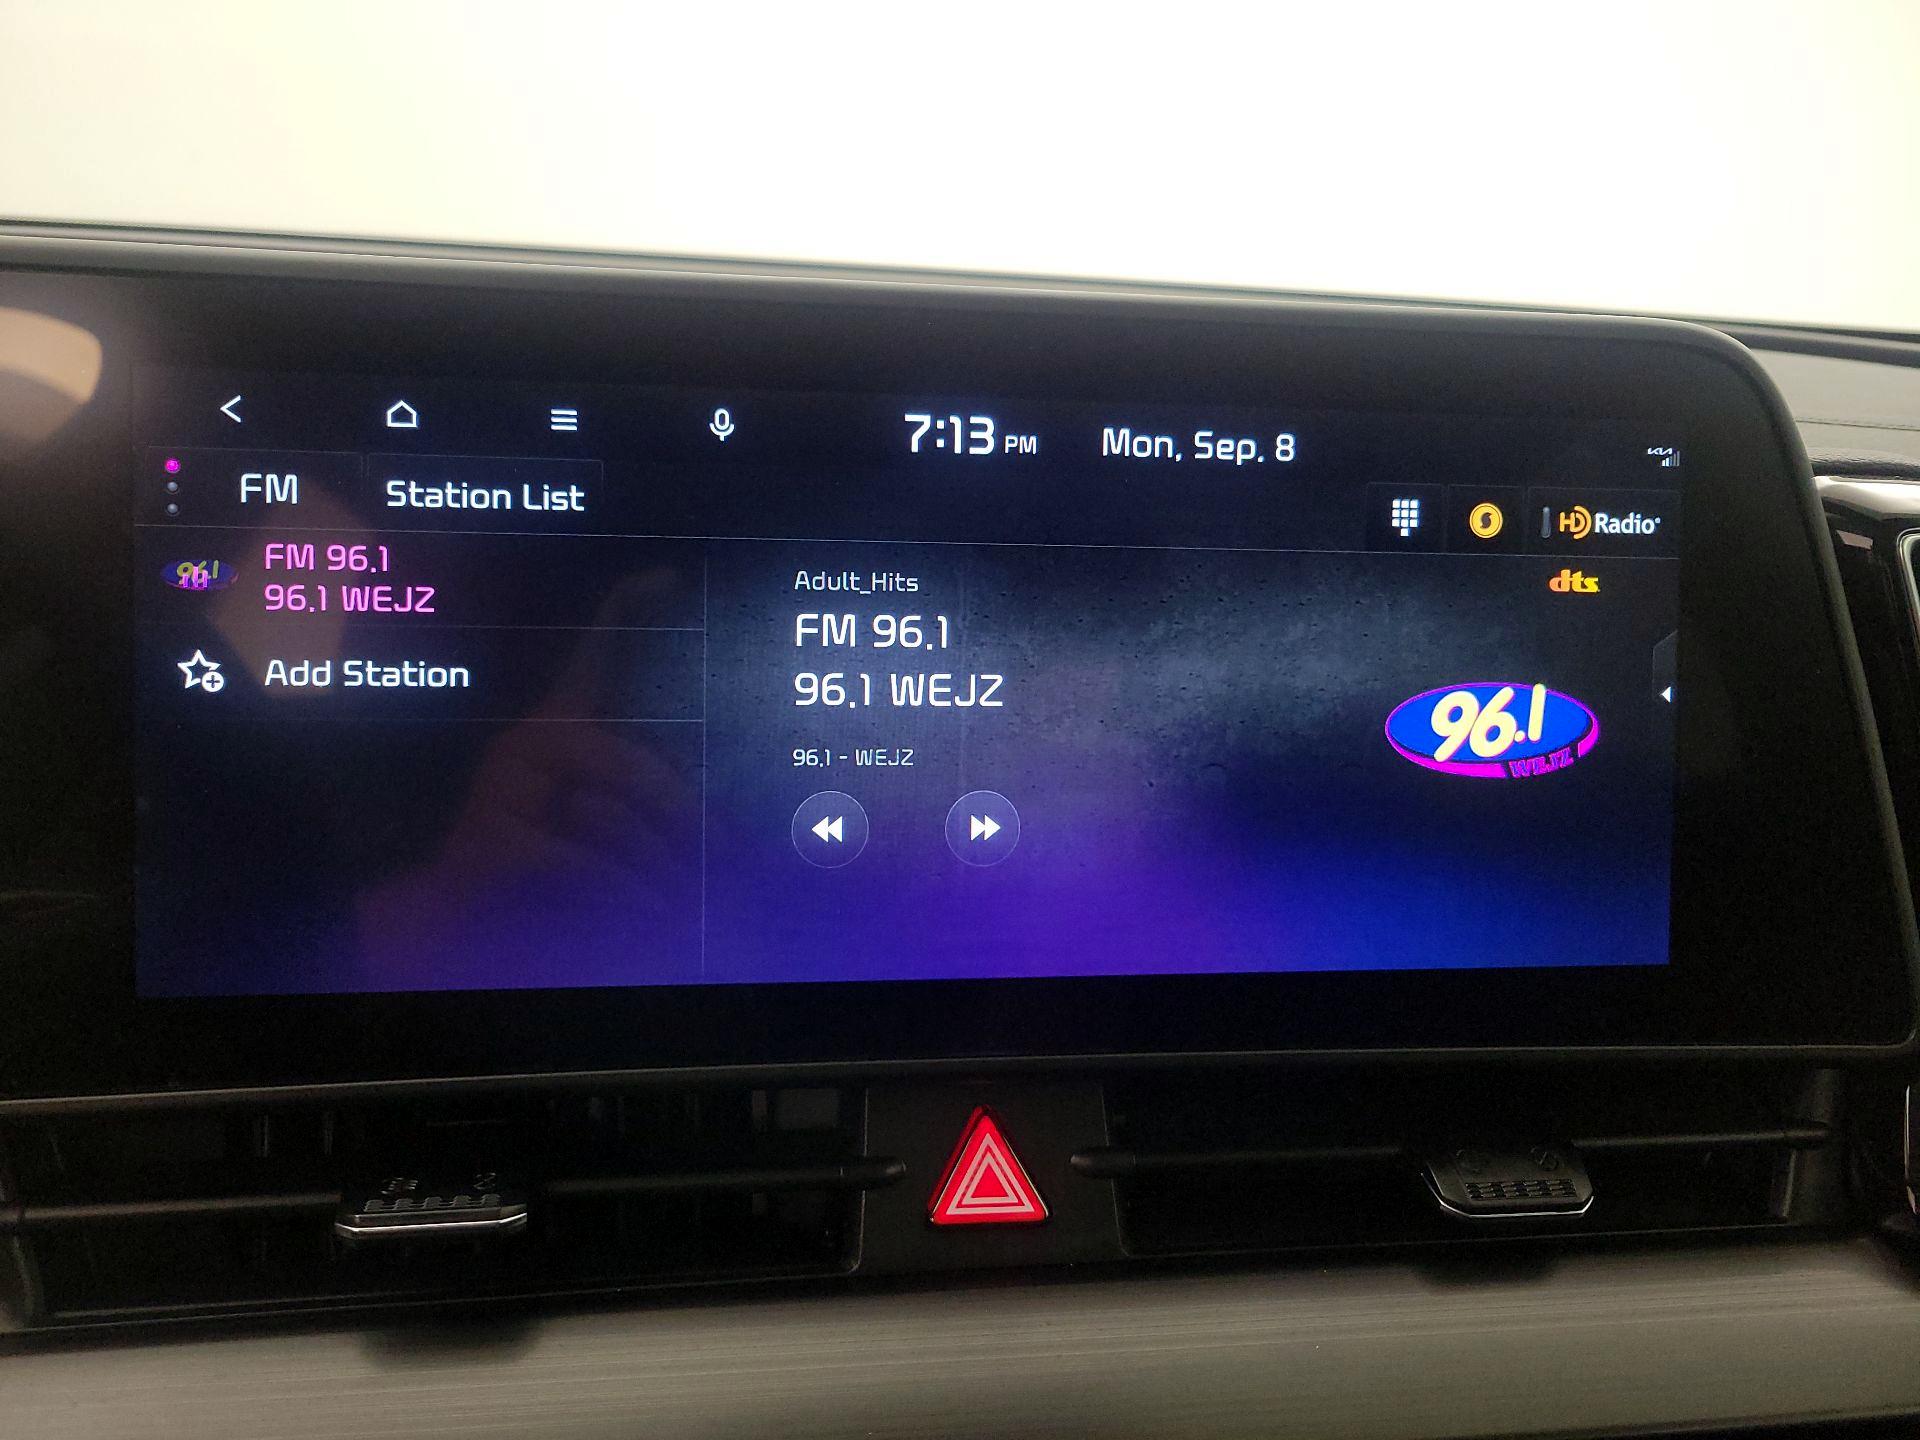 7:13 PM Mon, Sep. 8
KIA
FM Station List
HD Radio
FM 96.1
96.1 WEJZ
Add Station
Adult_Hits
FM 96.1
96.1 WEJZ
96.1 - WEJZ
dts
96.1
WEJZ